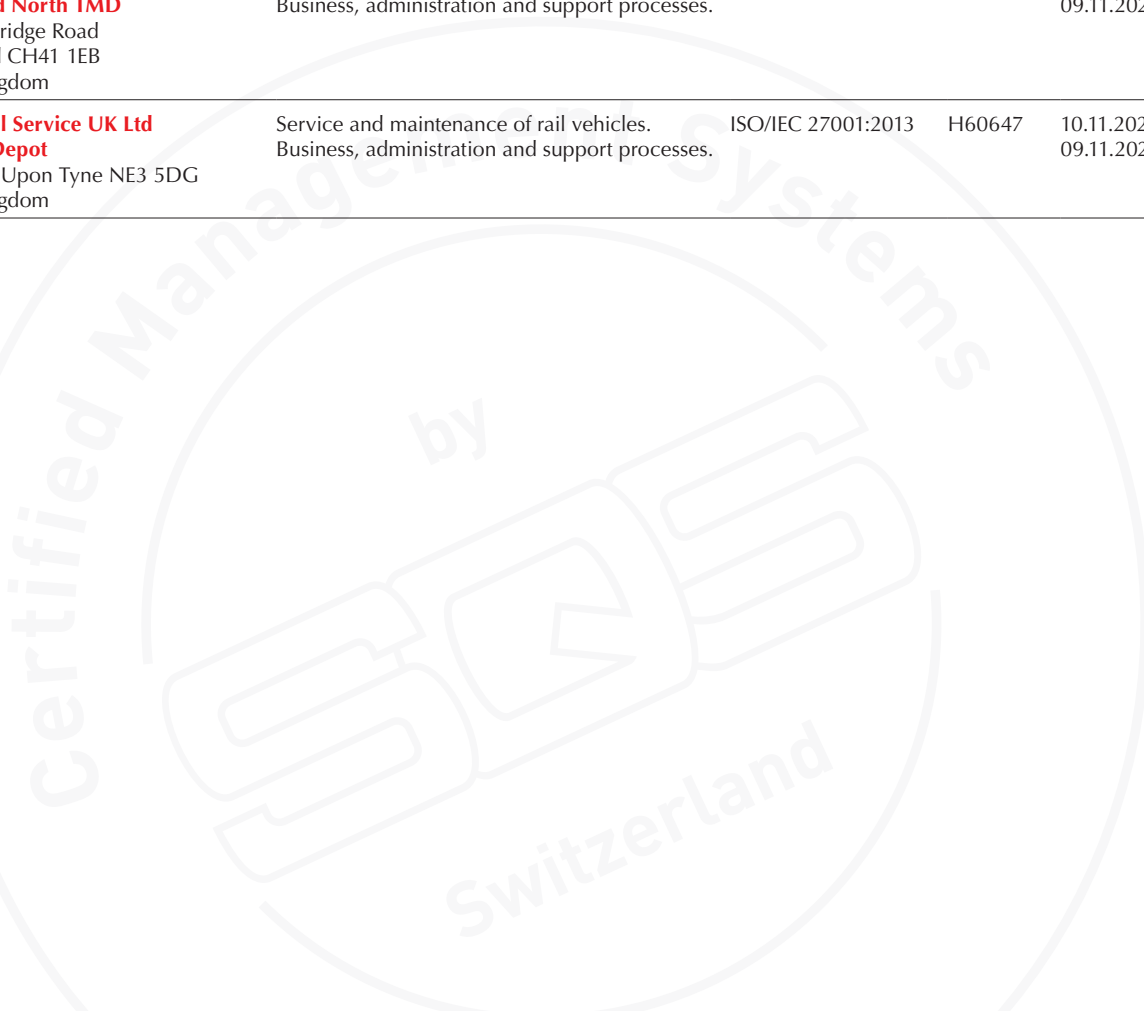 d North TMD Business, administration and support processes. 09.11.202
ridge Road
l CH41 1EB
gdom
l Service UK Ltd Service and maintenance of rail vehicles. ISO/IEC 27001:2013 H60647 10.11.202
Depot Business, administration and support processes. 09.11.202
Upon Tyne NE3 5DG
gdom
Certified Management Systems
by
SQS
Switzerland